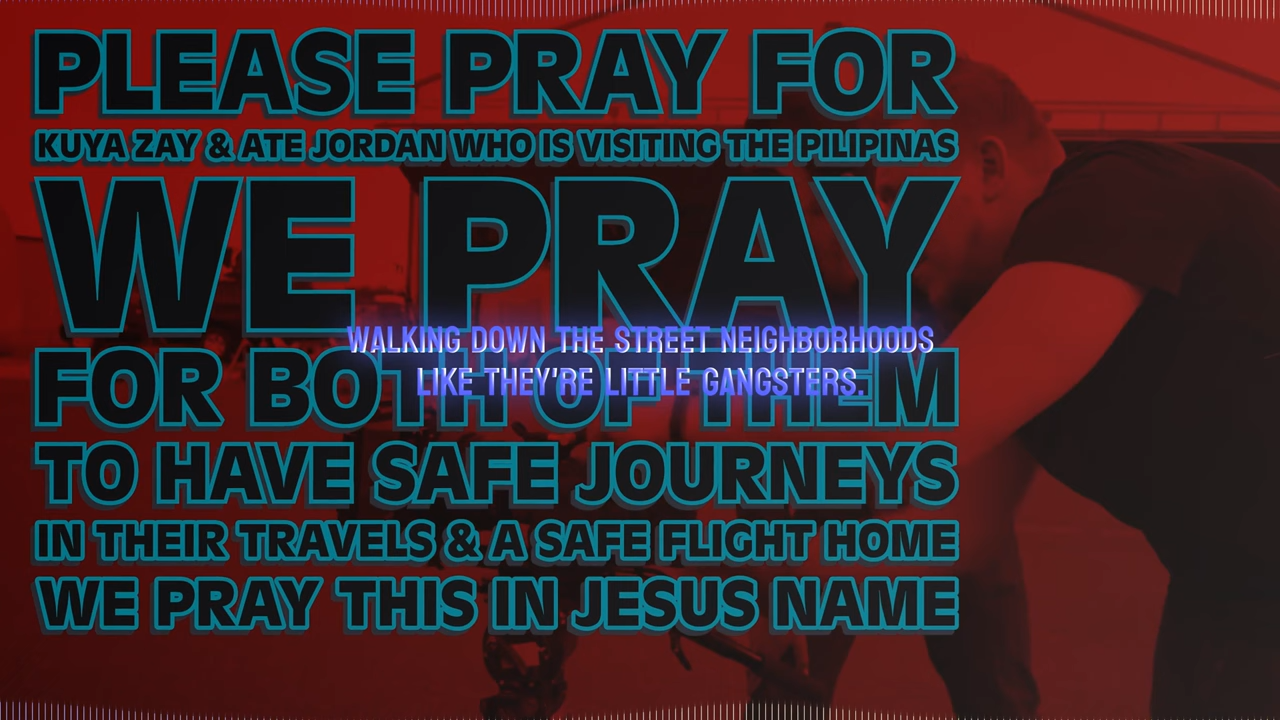 PLEASE PRAY FOR
KUYA ZAY & ATE JORDAN WHO IS VISITING THE PILIPINAS
WE PRAY
WALKING DOWN THE STREET NEIGHBORHOODS
LIKE THEY'RE LITTLE GANGSTERS.
FOR BOTH OF THEM
TO HAVE SAFE JOURNEYS
IN THEIR TRAVELS & A SAFE FLIGHT HOME
WE PRAY THIS IN JESUS NAME